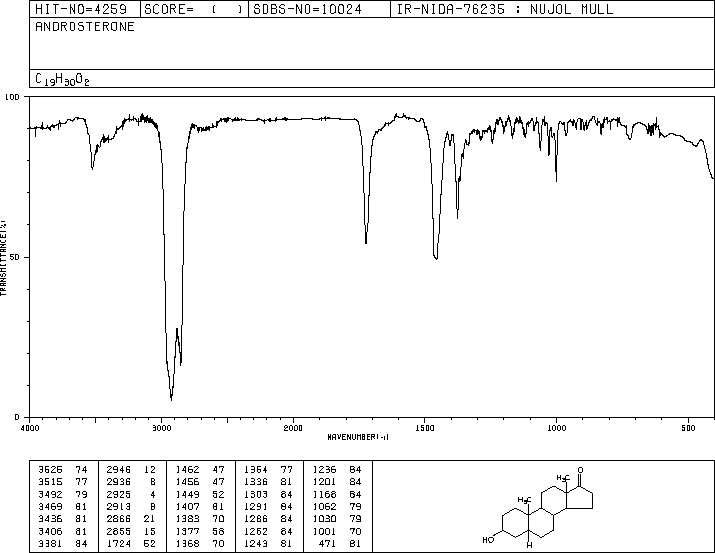 HIT-NO=4259 SCORE= ( ) SDBS-NO=10024 IR-NIDA-76235 : NUJOL MULL
ANDROSTERONE
C19H30O2
100
50
0
TRANSMITTANCE(%)
4000 3000 2000 1500 1000 500
WAVENUMBER(-1)
3525 74 2946 12 1462 47 1354 77 1236 84
3515 77 2936 8 1456 47 1336 81 1201 84
3492 79 2925 4 1449 52 1303 84 1168 84
3469 81 2913 8 1407 81 1291 84 1062 79
3436 81 2866 21 1383 70 1286 84 1030 79
3406 81 2855 15 1377 58 1262 84 1001 70
3381 84 1724 52 1368 70 1243 81 471 81
O
H3C
H3C
HO
H